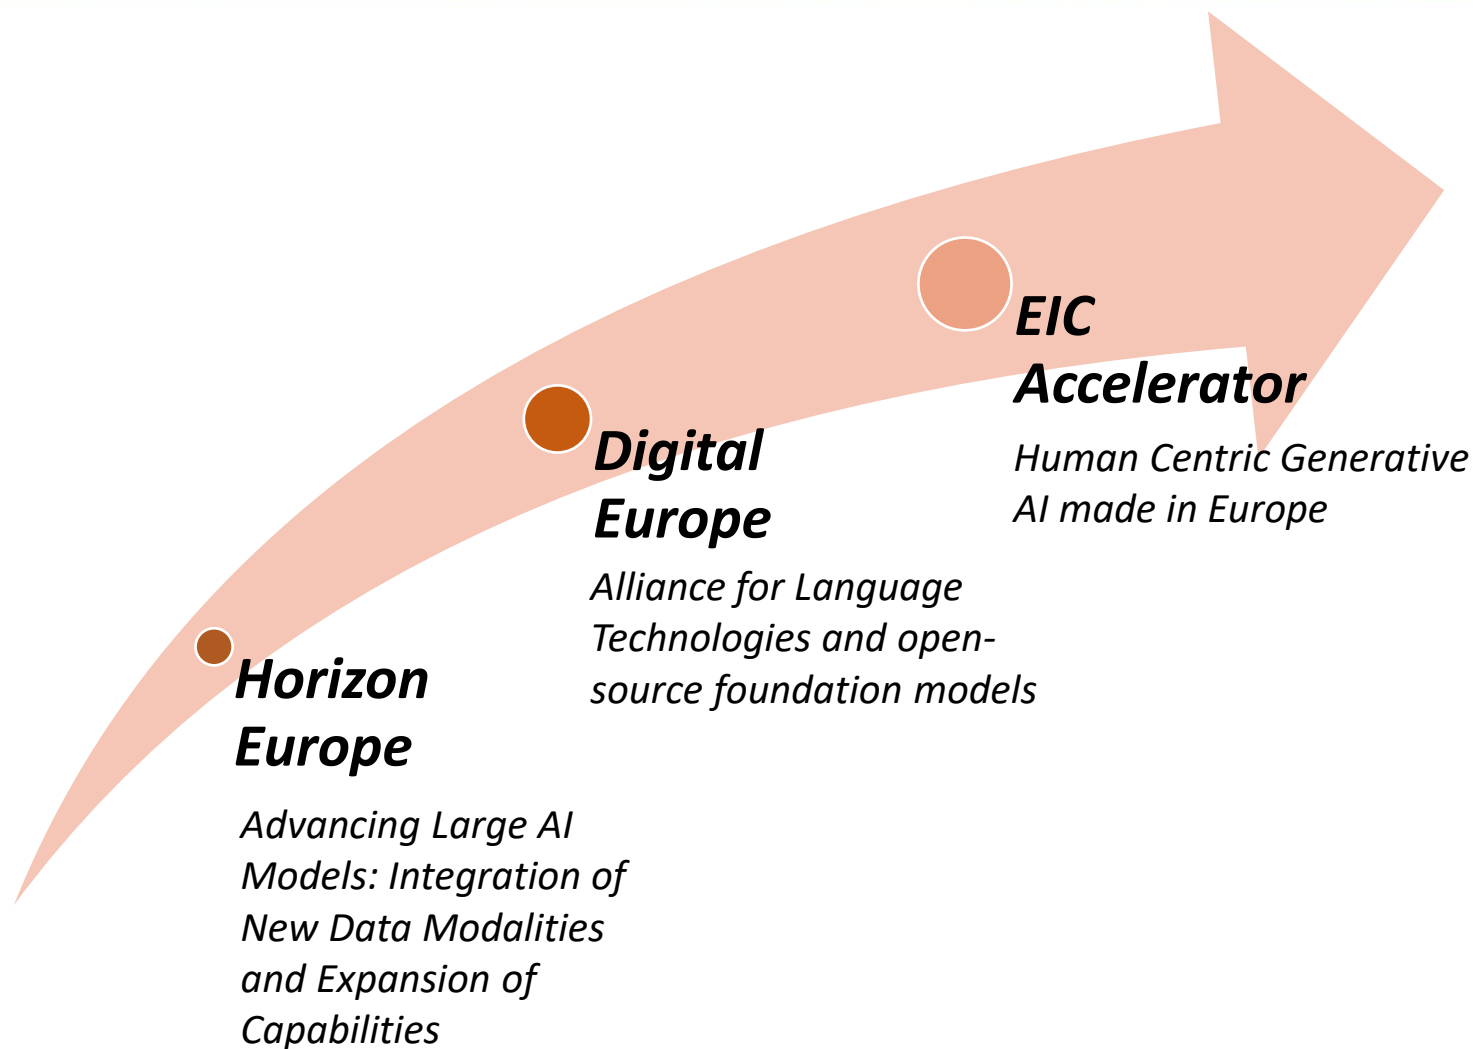 EIC
Accelerator
Human Centric Generative
AI made in Europe
Digital
Europe
Alliance for Language
Technologies and open-
source foundation models
Horizon
Europe
Advancing Large AI
Models: Integration of
New Data Modalities
and Expansion of
Capabilities